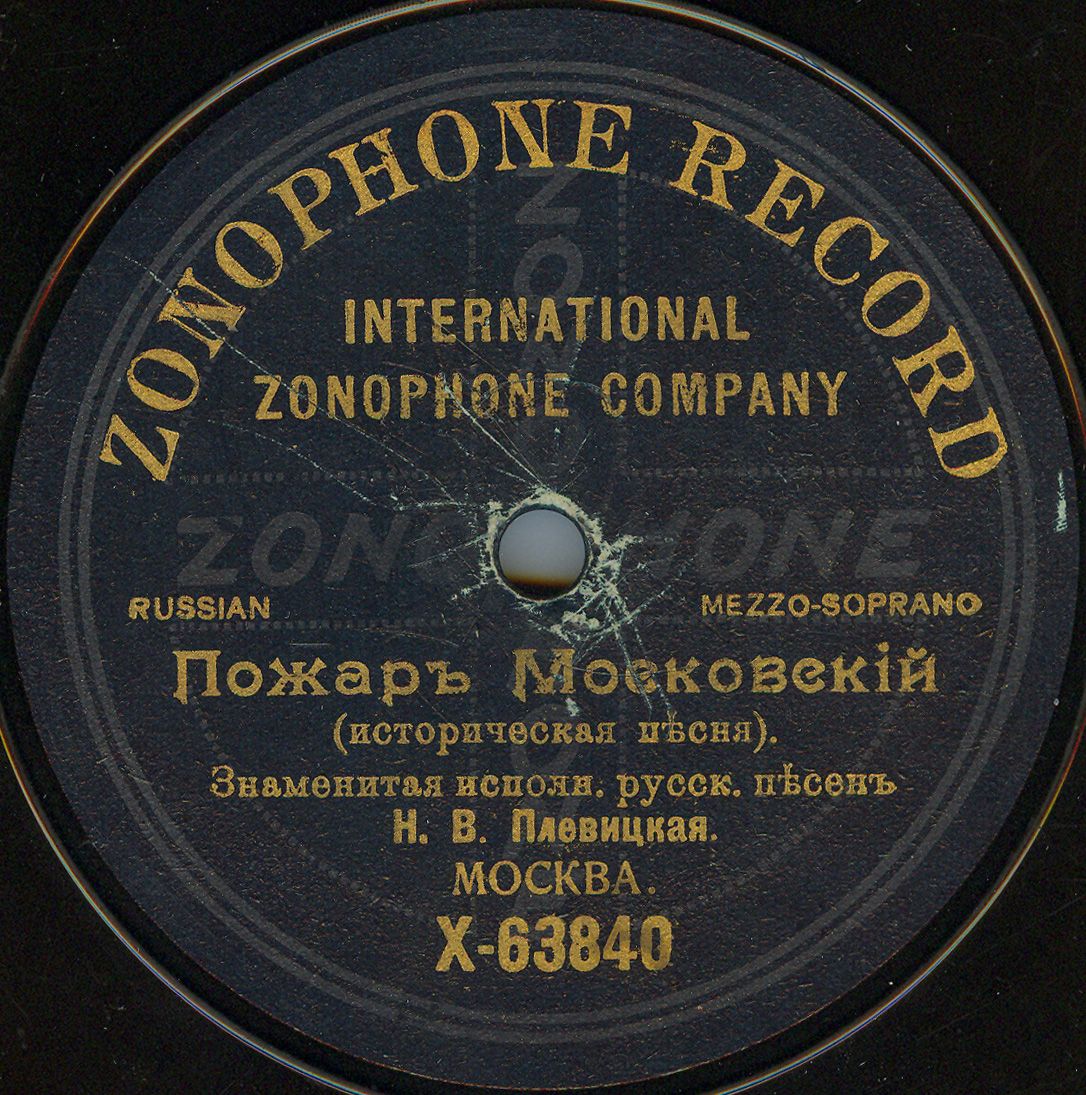 ZONOPHONE RECORD
INTERNATIONAL
ZONOPHONE COMPANY
ZONOPHONE
RUSSIAN
MEZZO-SOPRANO
Пожаръ Московскій
(историческая пѣсня).
Знаменитая исполн. русск. пѣсенъ
Н. В. Плевицкая.
МОСКВА.
X-63840